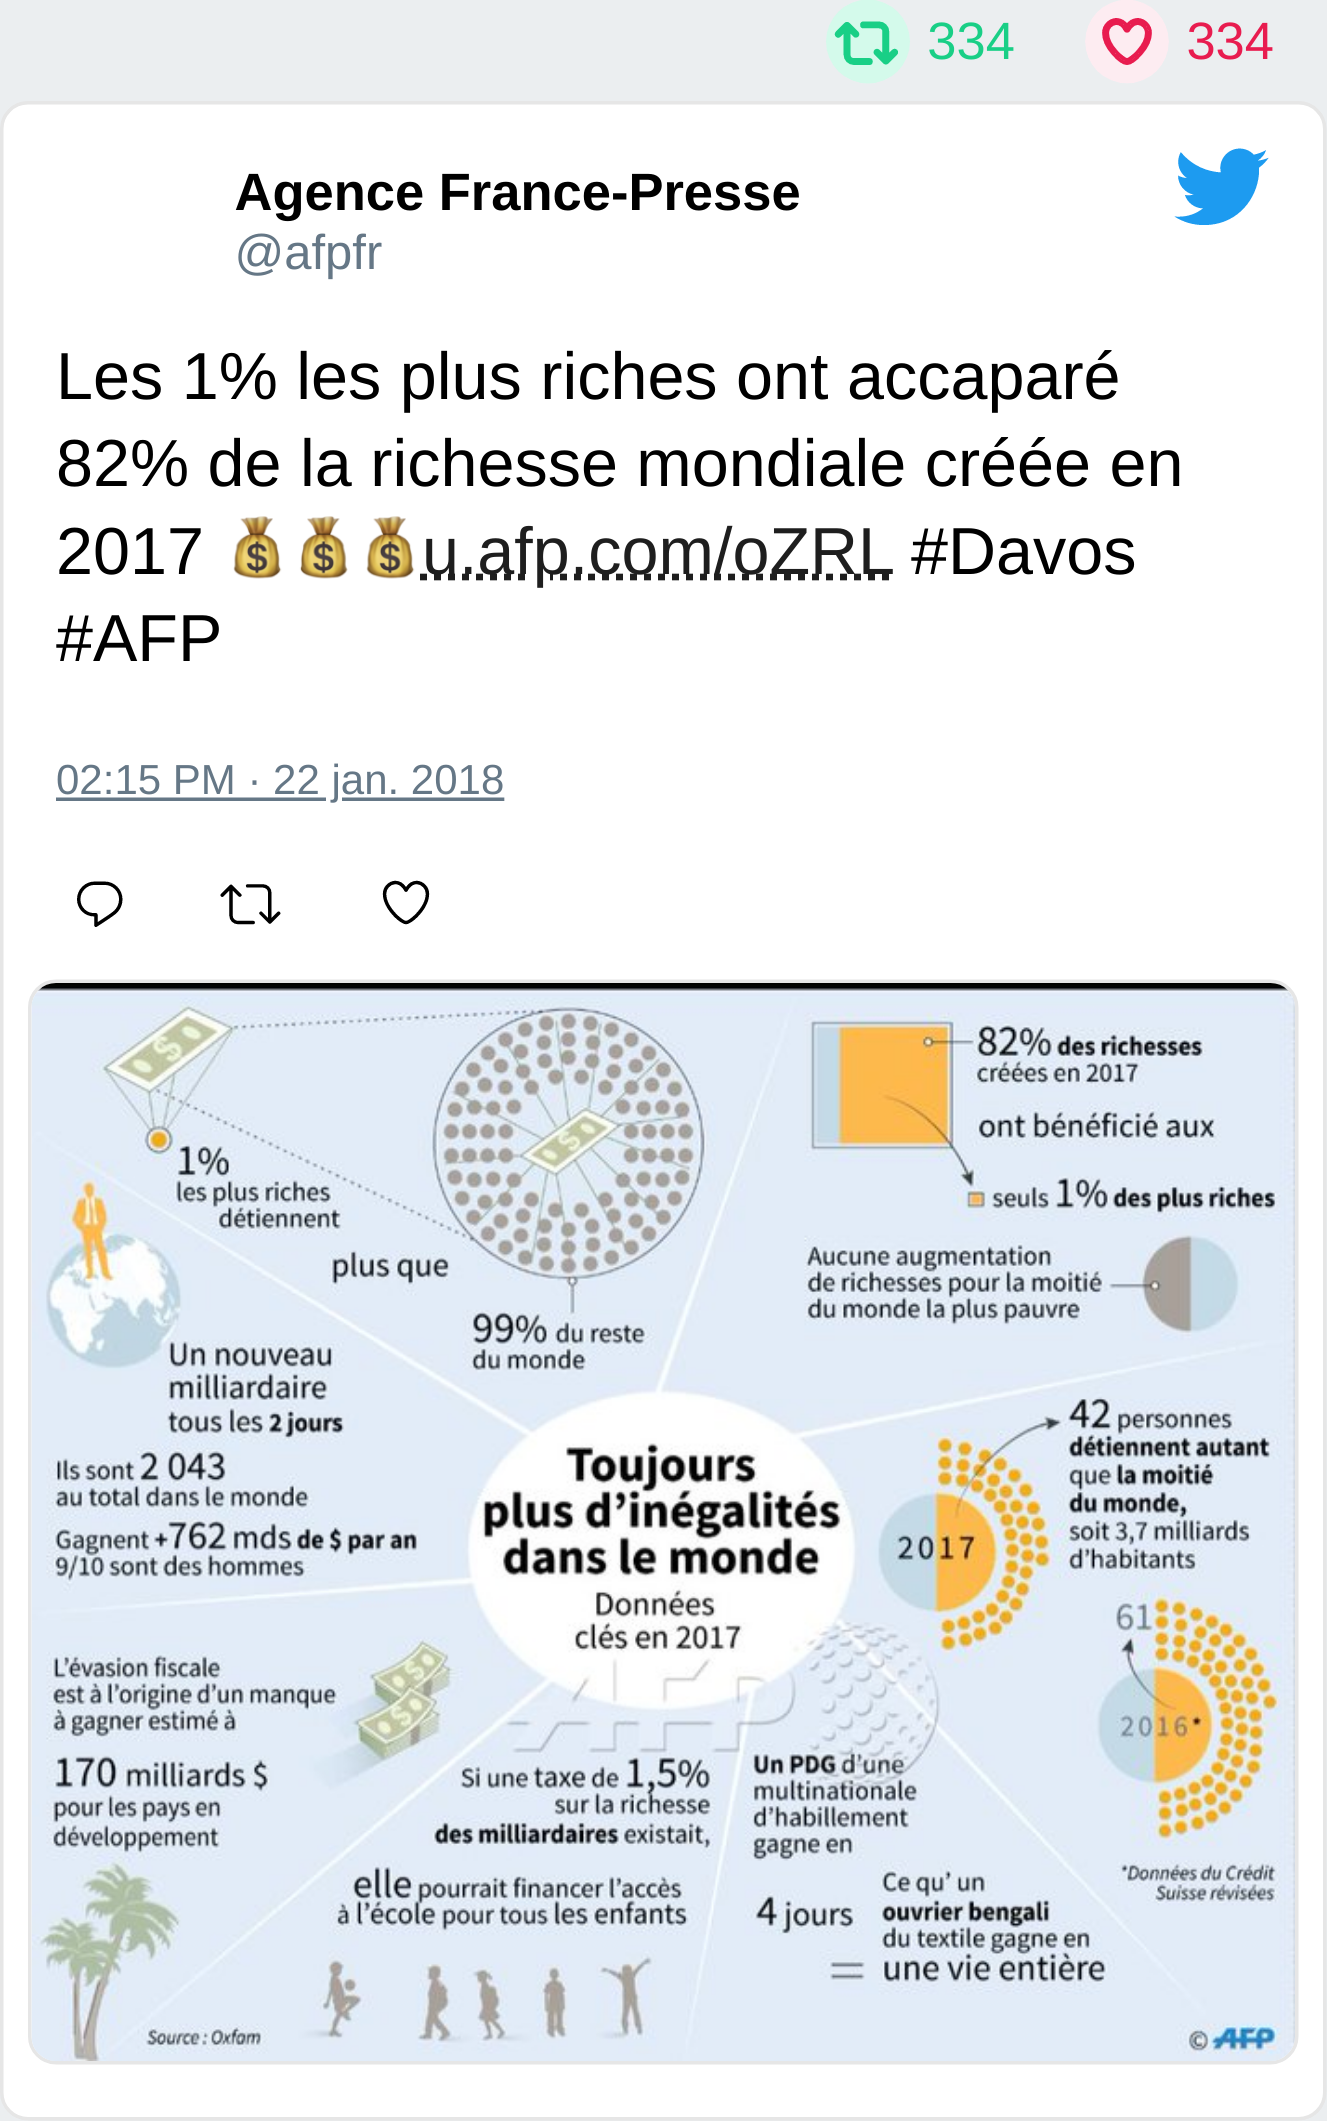 334 334
Agence France-Presse
@afpfr
Les 1% les plus riches ont accaparé
82% de la richesse mondiale créée en
2017 💰💰💰u.afp.com/oZRL #Davos
#AFP
02:15 PM · 22 jan. 2018
1%
les plus riches
détiennent
plus que
99% du reste
du monde
82% des richesses
créées en 2017
ont bénéficié aux
seuls 1% des plus riches
Aucune augmentation
de richesses pour la moitié
du monde la plus pauvre
Un nouveau
milliardaire
tous les 2 jours
Ils sont 2 043
au total dans le monde
Gagnent +762 mds de $ par an
9/10 sont des hommes
Toujours
plus d'inégalités
dans le monde
Données
clés en 2017
42 personnes
détiennent autant
que la moitié
du monde,
soit 3,7 milliards
d'habitants
2017
61
2016*
*Données du Crédit
Suisse révisées
L'évasion fiscale
est à l'origine d'un manque
à gagner estimé à
170 milliards $
pour les pays en
développement
AFP
Si une taxe de 1,5%
sur la richesse
des milliardaires existait,
elle pourrait financer l'accès
à l'école pour tous les enfants
Un PDG d'une
multinationale
d'habillement
gagne en
4 jours
=
Ce qu' un
ouvrier bengali
du textile gagne en
une vie entière
Source : Oxfam
© AFP